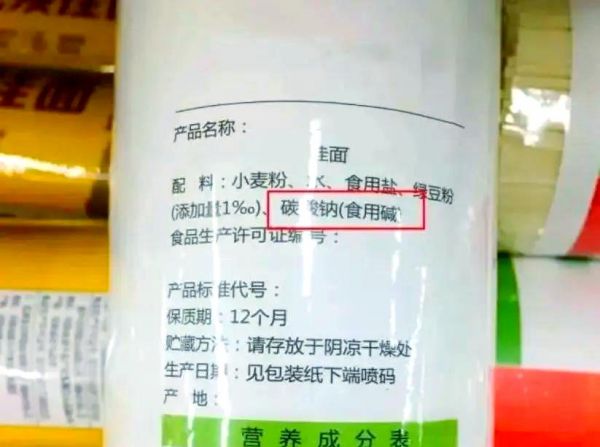 产品名称：
挂面
配 料：小麦粉、水、食用盐、绿豆粉
(添加量1‰)、碳酸钠(食用碱)
食品生产许可证编号：
产品标准代号：
保质期：12个月
贮藏方法：请存放于阴凉干燥处
生产日期：见包装纸下端喷码
产 地：
营养成分表
挂面